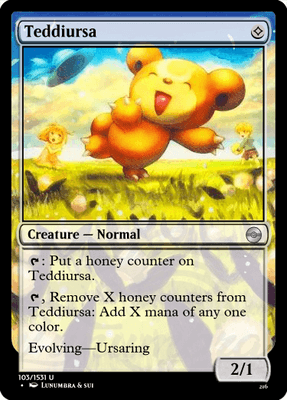 Teddiursa
Creature — Normal
: Put a honey counter on
Teddiursa.
, Remove X honey counters from
Teddiursa: Add X mana of any one
color.
Evolving—Ursaring
2/1
103/1531 U
• LUNUMBRA & SUI